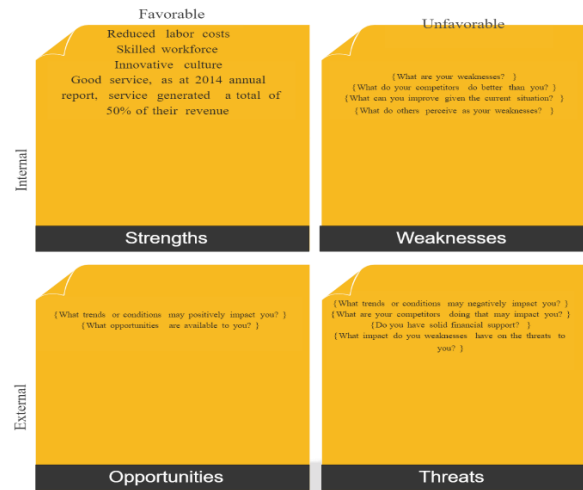 Favorable
Unfavorable
Internal
Reduced labor costs
Skilled workforce
Innovative culture
Good service, as at 2014 annual
report, service generated a total of
50% of their revenue
Strengths
{What are your weaknesses? }
{What do your competitors do better than you? }
{What can you improve given the current situation? }
{What do others perceive as your weaknesses? }
Weaknesses
External
{What trends or conditions may positively impact you? }
{What opportunities are available to you? }
Opportunities
{What trends or conditions may negatively impact you? }
{What are your competitors doing that may impact you? }
{Do you have solid financial support? }
{What impact do you weaknesses have on the threats to
you? }
Threats